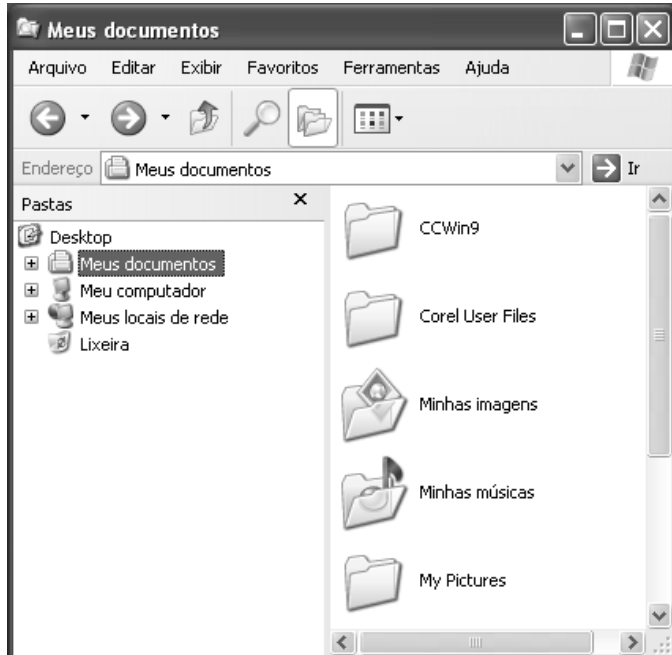 Meus documentos
Arquivo Editar Exibir Favoritos Ferramentas Ajuda
Endereço Meus documentos Ir
Pastas
Desktop
Meus documentos
Meu computador
Meus locais de rede
Lixeira
CCWin9
Corel User Files
Minhas imagens
Minhas músicas
My Pictures